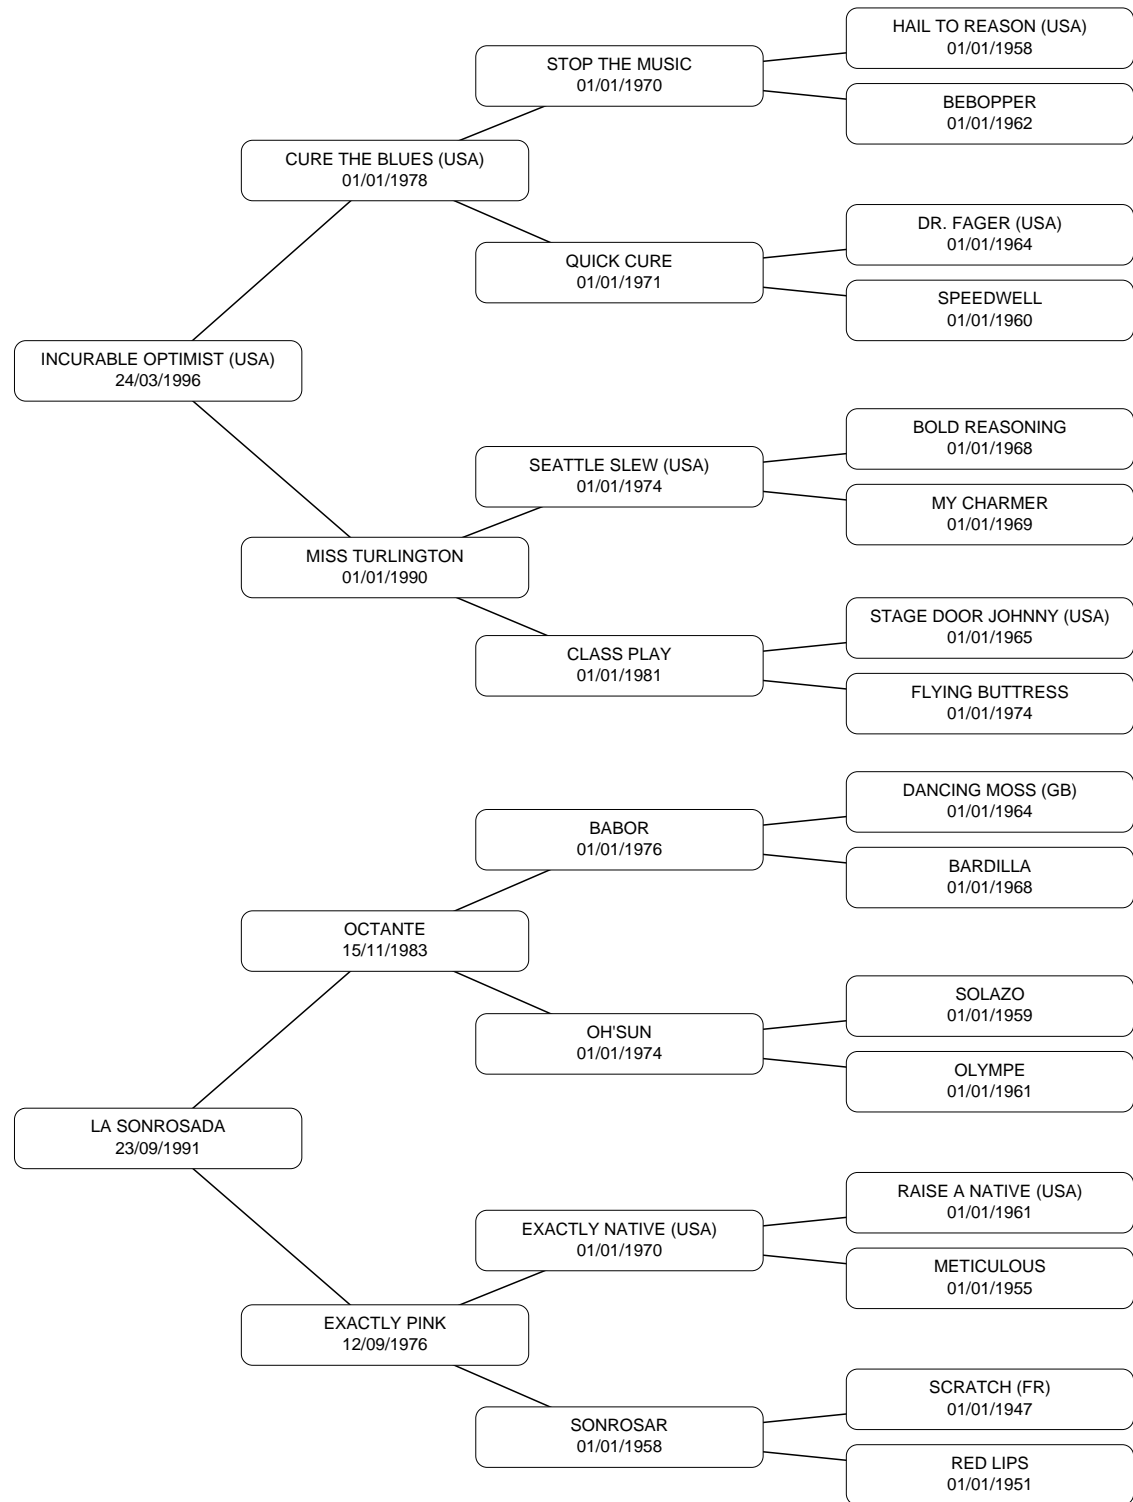 HAIL TO REASON (USA)
01/01/1958
STOP THE MUSIC
01/01/1970
BEBOPPER
01/01/1962
CURE THE BLUES (USA)
01/01/1978
DR. FAGER (USA)
01/01/1964
QUICK CURE
01/01/1971
SPEEDWELL
01/01/1960
INCURABLE OPTIMIST (USA)
24/03/1996
BOLD REASONING
01/01/1968
SEATTLE SLEW (USA)
01/01/1974
MY CHARMER
01/01/1969
MISS TURLINGTON
01/01/1990
STAGE DOOR JOHNNY (USA)
01/01/1965
CLASS PLAY
01/01/1981
FLYING BUTTRESS
01/01/1974
DANCING MOSS (GB)
01/01/1964
BABOR
01/01/1976
BARDILLA
01/01/1968
OCTANTE
15/11/1983
SOLAZO
01/01/1959
OH'SUN
01/01/1974
OLYMPE
01/01/1961
LA SONROSADA
23/09/1991
RAISE A NATIVE (USA)
01/01/1961
EXACTLY NATIVE (USA)
01/01/1970
METICULOUS
01/01/1955
EXACTLY PINK
12/09/1976
SCRATCH (FR)
01/01/1947
SONROSAR
01/01/1958
RED LIPS
01/01/1951